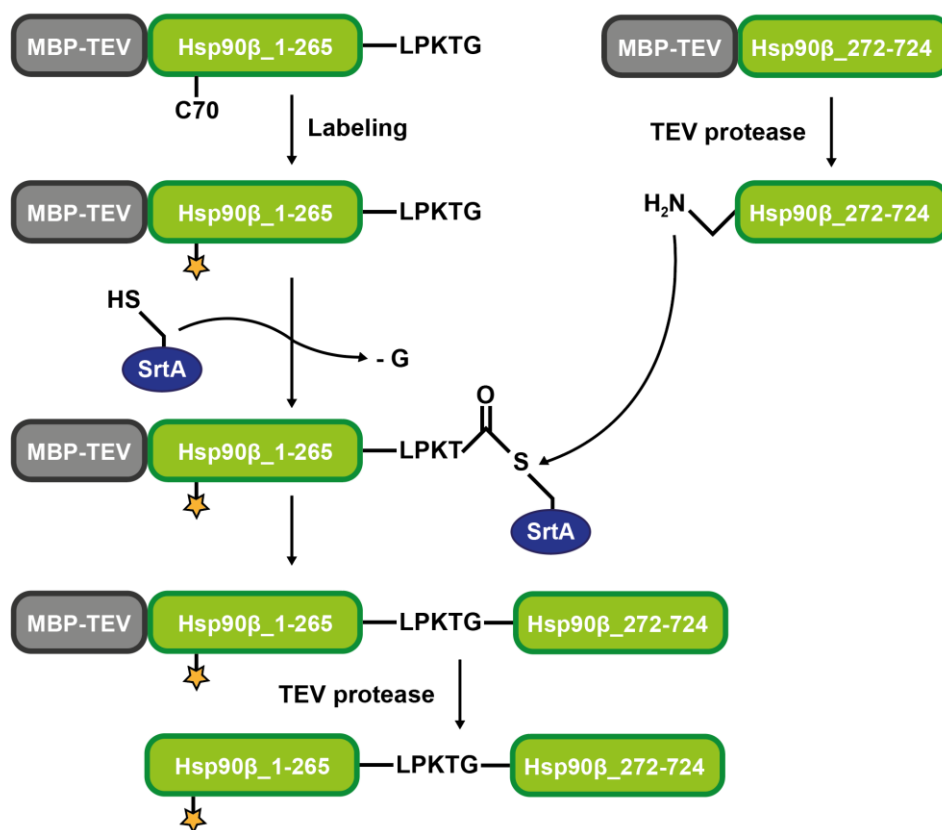 MBP-TEV Hsp90β_1-265 LPKTG
MBP-TEV Hsp90β_272-724
C70
Labeling
TEV protease
MBP-TEV Hsp90β_1-265 LPKTG
H₂N Hsp90β_272-724
HS
SrtA
- G
O
MBP-TEV Hsp90β_1-265 LPKT
S
SrtA
MBP-TEV Hsp90β_1-265 LPKTG Hsp90β_272-724
TEV protease
Hsp90β_1-265 LPKTG Hsp90β_272-724